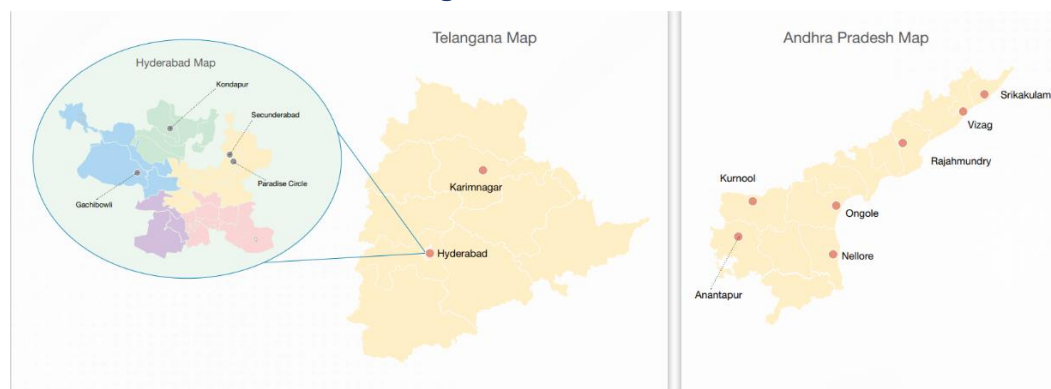 Telangana Map
Hyderabad Map
Kondapur
Secunderabad
Paradise Circle
Gachibowli
Karimnagar
Hyderabad
Andhra Pradesh Map
Srikakulam
Vizag
Rajahmundry
Kurnool
Ongole
Nellore
Anantapur